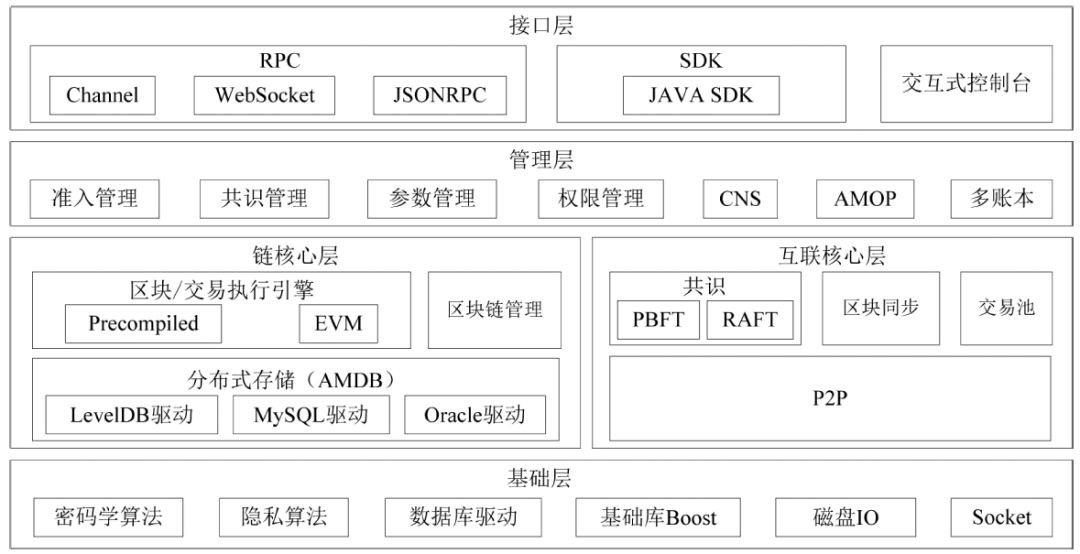 接口层
RPC
Channel
WebSocket
JSONRPC
SDK
JAVA SDK
交互式控制台
管理层
准入管理
共识管理
参数管理
权限管理
CNS
AMOP
多账本
链核心层
区块/交易执行引擎
Precompiled
EVM
区块链管理
分布式存储（AMDB）
LevelDB驱动
MySQL驱动
Oracle驱动
互联核心层
共识
PBFT
RAFT
区块同步
交易池
P2P
基础层
密码学算法
隐私算法
数据库驱动
基础库Boost
磁盘IO
Socket